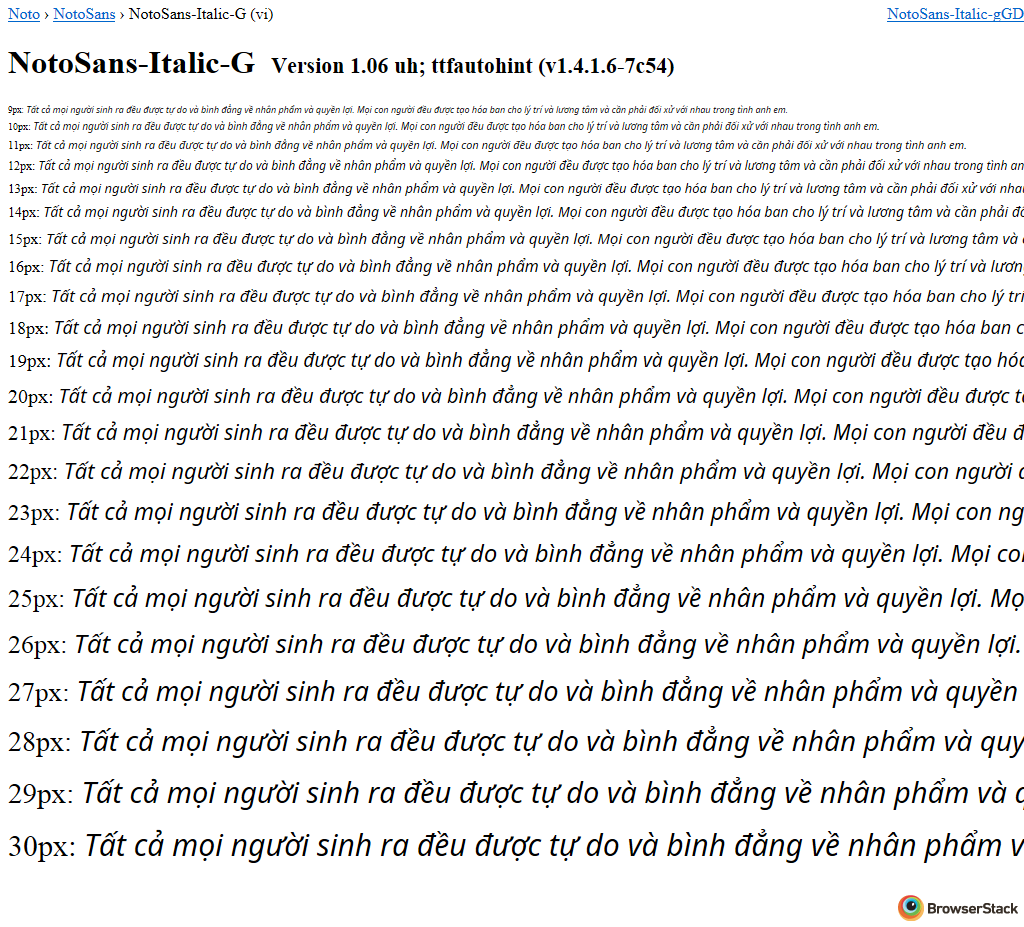 Noto › NotoSans › NotoSans-Italic-G (vi) NotoSans-Italic-gGD
NotoSans-Italic-G Version 1.06 uh; ttfautohint (v1.4.1.6-7c54)
9px: Tất cả mọi người sinh ra đều được tự do và bình đẳng về nhân phẩm và quyền lợi. Mọi con người đều được tạo hóa ban cho lý trí và lương tâm và cần phải đối xử với nhau trong tình anh em.
10px: Tất cả mọi người sinh ra đều được tự do và bình đẳng về nhân phẩm và quyền lợi. Mọi con người đều được tạo hóa ban cho lý trí và lương tâm và cần phải đối xử với nhau trong tình anh em.
11px: Tất cả mọi người sinh ra đều được tự do và bình đẳng về nhân phẩm và quyền lợi. Mọi con người đều được tạo hóa ban cho lý trí và lương tâm và cần phải đối xử với nhau trong tình anh em.
12px: Tất cả mọi người sinh ra đều được tự do và bình đẳng về nhân phẩm và quyền lợi. Mọi con người đều được tạo hóa ban cho lý trí và lương tâm và cần phải đối xử với nhau trong tình an
13px: Tất cả mọi người sinh ra đều được tự do và bình đẳng về nhân phẩm và quyền lợi. Mọi con người đều được tạo hóa ban cho lý trí và lương tâm và cần phải đối xử với nha
14px: Tất cả mọi người sinh ra đều được tự do và bình đẳng về nhân phẩm và quyền lợi. Mọi con người đều được tạo hóa ban cho lý trí và lương tâm và cần phải đố
15px: Tất cả mọi người sinh ra đều được tự do và bình đẳng về nhân phẩm và quyền lợi. Mọi con người đều được tạo hóa ban cho lý trí và lương tâm và
16px: Tất cả mọi người sinh ra đều được tự do và bình đẳng về nhân phẩm và quyền lợi. Mọi con người đều được tạo hóa ban cho lý trí và lươn
17px: Tất cả mọi người sinh ra đều được tự do và bình đẳng về nhân phẩm và quyền lợi. Mọi con người đều được tạo hóa ban cho lý trí
18px: Tất cả mọi người sinh ra đều được tự do và bình đẳng về nhân phẩm và quyền lợi. Mọi con người đều được tạo hóa ban c
19px: Tất cả mọi người sinh ra đều được tự do và bình đẳng về nhân phẩm và quyền lợi. Mọi con người đều được tạo hóa
20px: Tất cả mọi người sinh ra đều được tự do và bình đẳng về nhân phẩm và quyền lợi. Mọi con người đều được tạ
21px: Tất cả mọi người sinh ra đều được tự do và bình đẳng về nhân phẩm và quyền lợi. Mọi con người đều đ
22px: Tất cả mọi người sinh ra đều được tự do và bình đẳng về nhân phẩm và quyền lợi. Mọi con người đ
23px: Tất cả mọi người sinh ra đều được tự do và bình đẳng về nhân phẩm và quyền lợi. Mọi con ng
24px: Tất cả mọi người sinh ra đều được tự do và bình đẳng về nhân phẩm và quyền lợi. Mọi con
25px: Tất cả mọi người sinh ra đều được tự do và bình đẳng về nhân phẩm và quyền lợi. Mọ
26px: Tất cả mọi người sinh ra đều được tự do và bình đẳng về nhân phẩm và quyền lợi.
27px: Tất cả mọi người sinh ra đều được tự do và bình đẳng về nhân phẩm và quyền
28px: Tất cả mọi người sinh ra đều được tự do và bình đẳng về nhân phẩm và quy
29px: Tất cả mọi người sinh ra đều được tự do và bình đẳng về nhân phẩm và q
30px: Tất cả mọi người sinh ra đều được tự do và bình đẳng về nhân phẩm v
BrowserStack